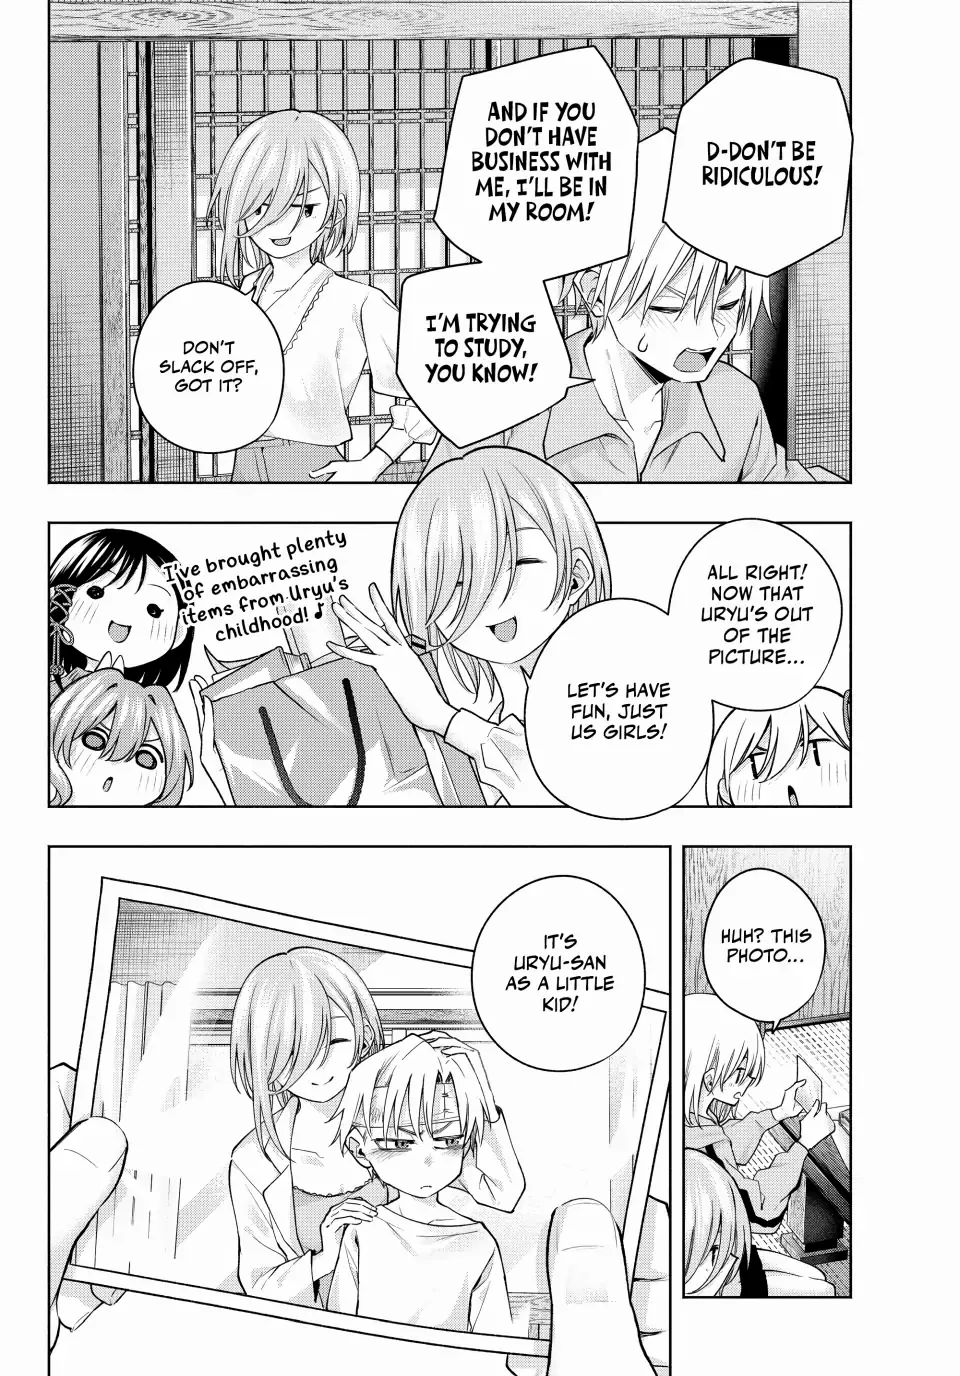 D-DON'T BE
RIDICULOUS!
AND IF YOU
DON'T HAVE
BUSINESS WITH
ME, I'LL BE IN
MY ROOM!
I'M TRYING
TO STUDY,
YOU KNOW!
DON'T
SLACK OFF,
GOT IT?
ALL RIGHT!
NOW THAT
URYU'S OUT
OF THE
PICTURE...
LET'S HAVE
FUN, JUST
US GIRLS!
I've brought plenty
of embarrassing
items from Uryu's
childhood! ♪
HUH? THIS
PHOTO...
IT'S
URYU-SAN
AS A LITTLE
KID!